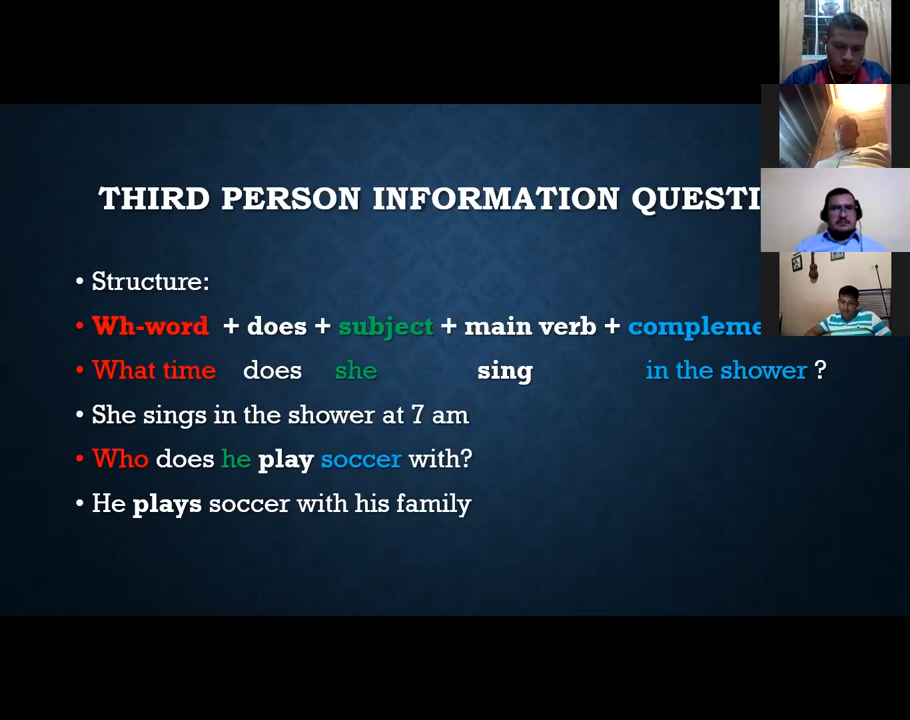 THIRD PERSON INFORMATION QUESTI
• Structure:
• Wh-word + does + subject + main verb + compleme
• What time does she sing in the shower ?
• She sings in the shower at 7 am
• Who does he play soccer with?
• He plays soccer with his family